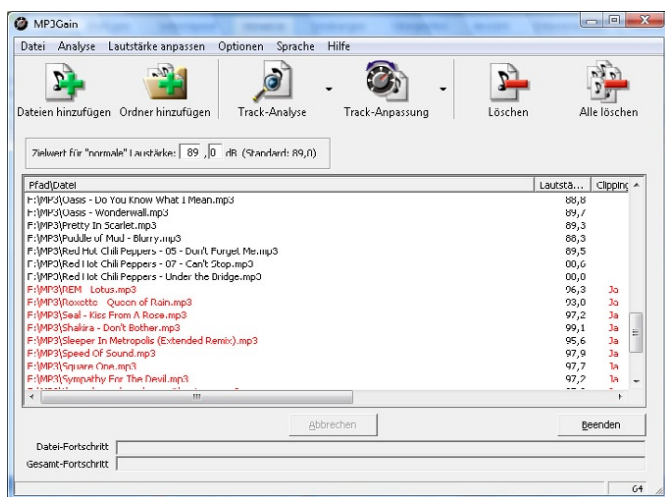 MP3Gain
Datei Analyse Lautstärke anpassen Optionen Sprache Hilfe
Dateien hinzufügen Ordner hinzufügen Track-Analyse Track-Anpassung Löschen Alle löschen
Zielwert für "normale" Lautstärke: 89 ,0 dB (Standard: 89,0)
Pfad\Datei Lautstä... Clipping
F:\MP3\Oasis - Do You Know What I Mean.mp3 88,8
F:\MP3\Oasis - Wonderwall.mp3 89,7
F:\MP3\Pretty In Scarlet.mp3 89,3
F:\MP3\Puddle of Mud - Blurry.mp3 88,3
F:\MP3\Red Hot Chili Peppers - 05 - Don't Forget Me.mp3 89,5
F:\MP3\Red Hot Chili Peppers - 07 - Can't Stop.mp3
F:\MP3\Red Hot Chili Peppers - Under the Bridge.mp3
F:\MP3\REM - Lotus.mp3 96,3 Ja
F:\MP3\Roxette - Queen of Rain.mp3 93,0 Ja
F:\MP3\Seal - Kiss From A Rose.mp3 97,2 Ja
F:\MP3\Shakira - Don't Bother.mp3 99,1 Ja
F:\MP3\Sleeper In Metropolis (Extended Remix).mp3 95,6 Ja
F:\MP3\Speed Of Sound.mp3 97,9 Ja
F:\MP3\Square One.mp3 97,7 Ja
F:\MP3\Sympathy For The Devil.mp3 97,2 Ja
Abbrechen Beenden
Datei-Fortschritt
Gesamt-Fortschritt
64